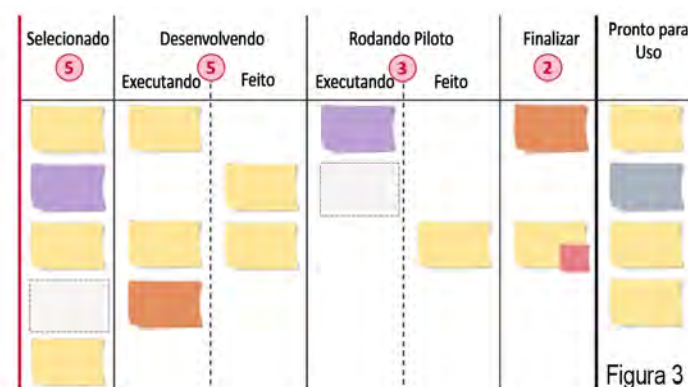 Selecionado
5
Desenvolvendo
5
Executando
Feito
Rodando Piloto
3
Executando
Feito
Finalizar
2
Pronto para
Uso
Figura 3